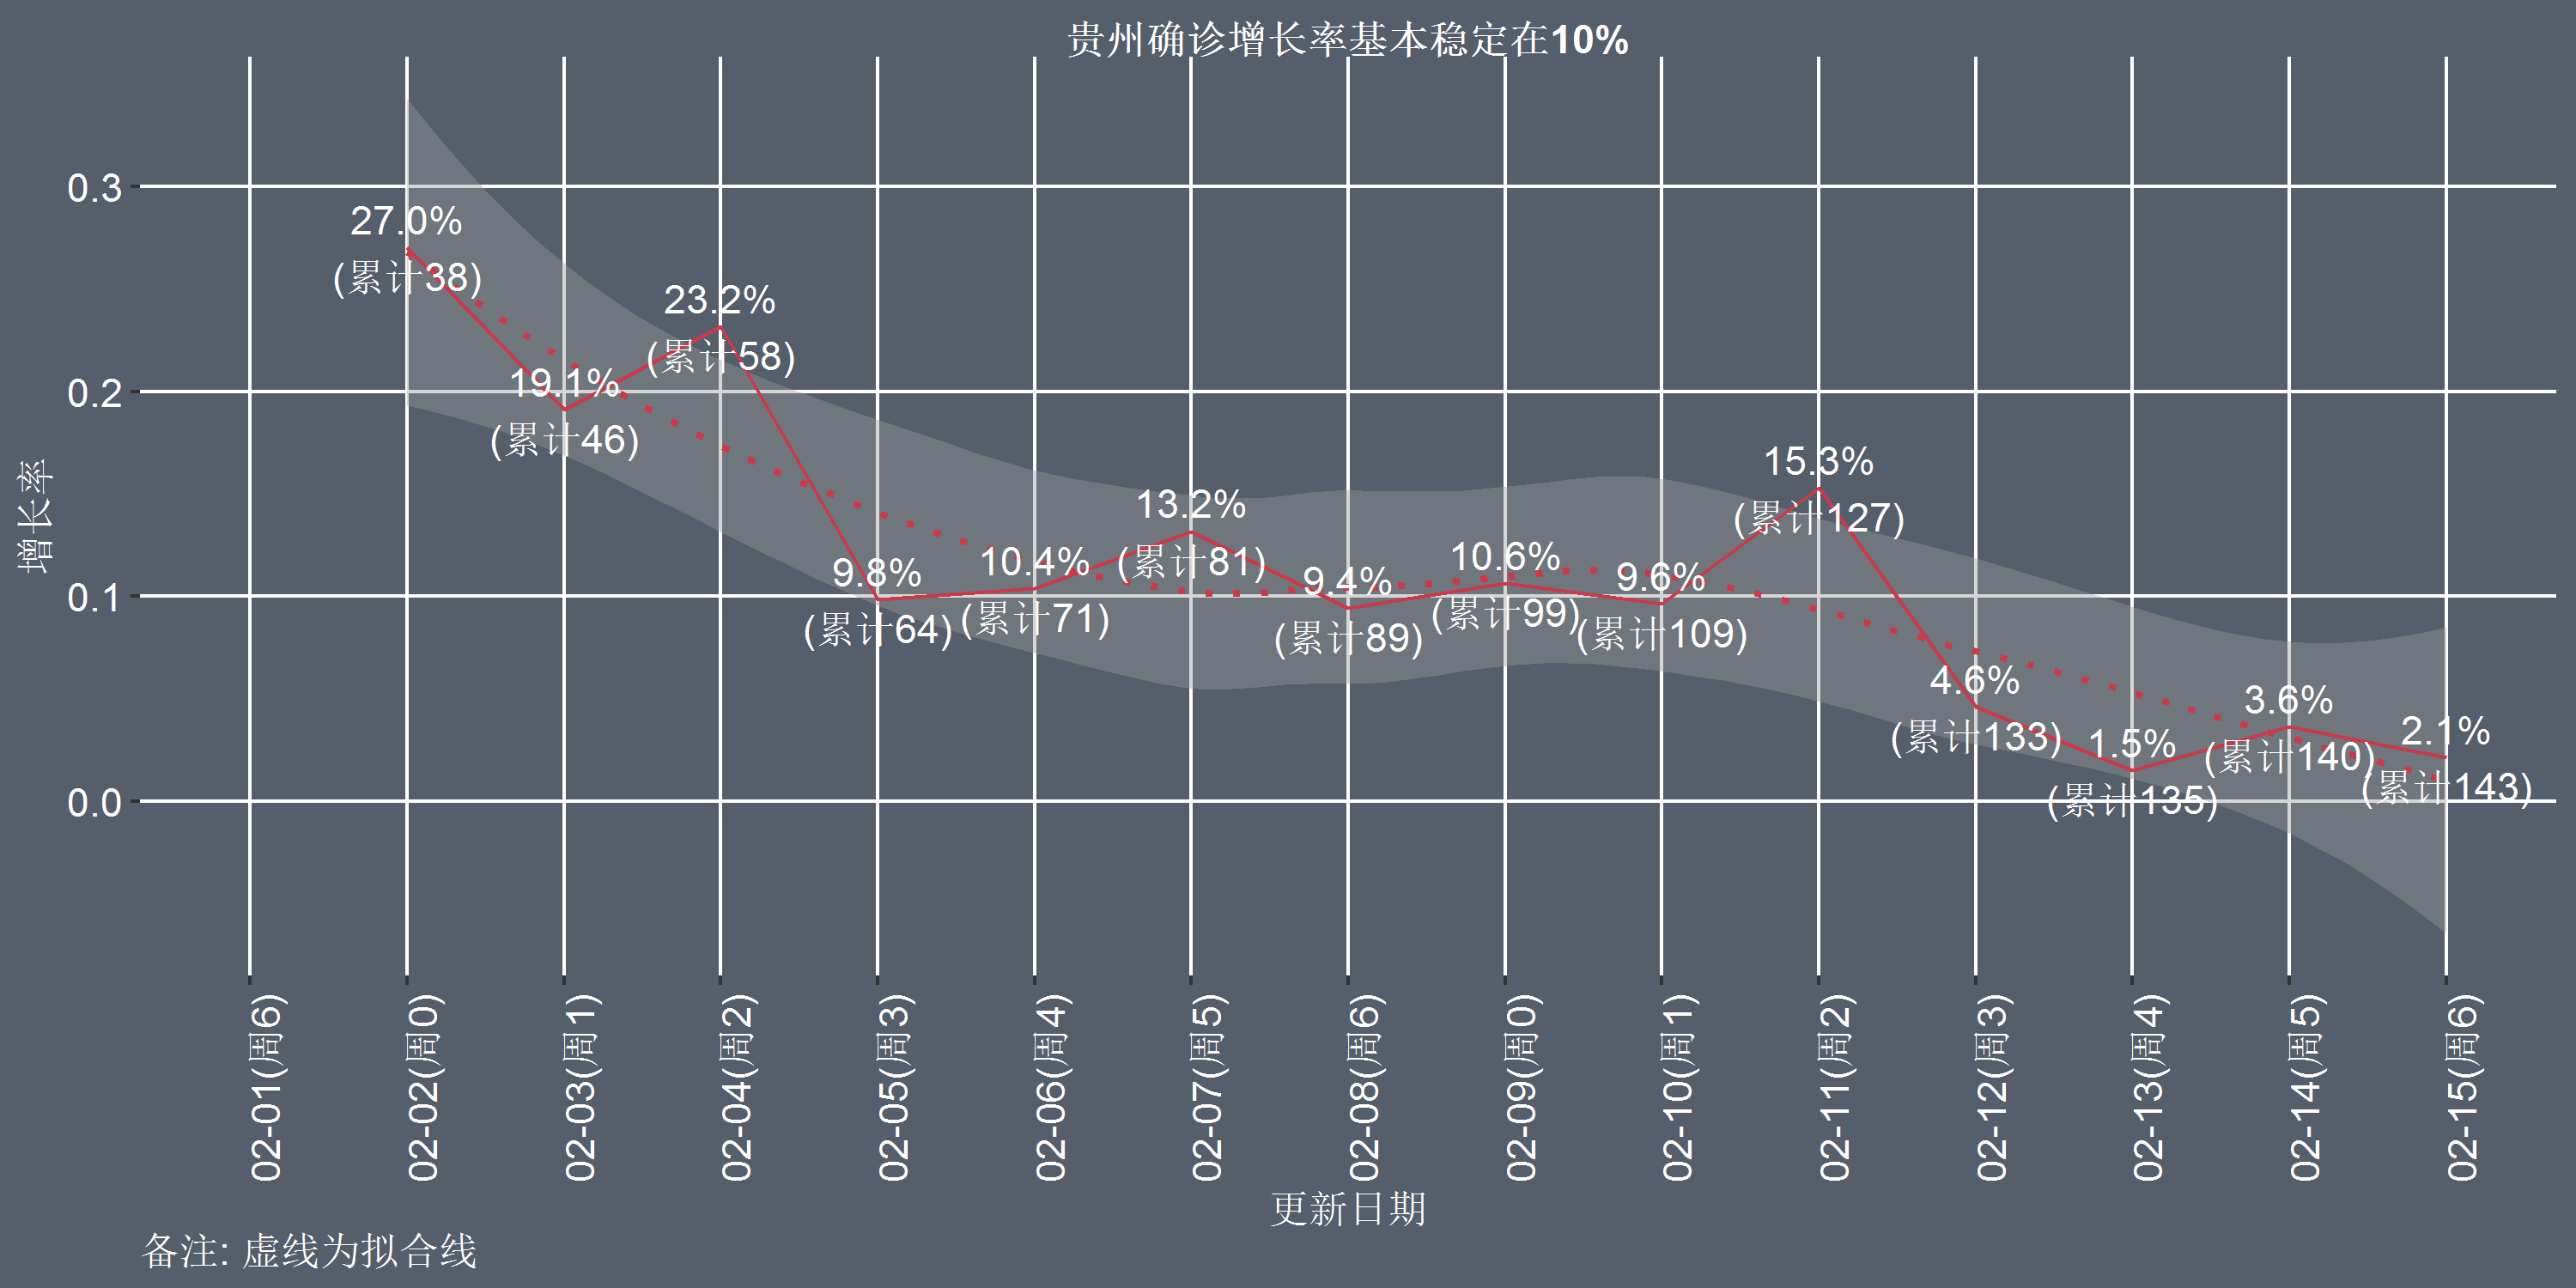 贵州确诊增长率基本稳定在10%
增长率
0.3
0.2
0.1
0.0
27.0%
(累计38)
19.1%
(累计46)
23.2%
(累计58)
9.8%
(累计64)
10.4%
(累计71)
13.2%
(累计81)
9.4%
(累计89)
10.6%
(累计99)
9.6%
(累计109)
15.3%
(累计127)
4.6%
(累计133)
1.5%
(累计135)
3.6%
(累计140)
2.1%
(累计143)
02-01(周6)
02-02(周0)
02-03(周1)
02-04(周2)
02-05(周3)
02-06(周4)
02-07(周5)
02-08(周6)
02-09(周0)
02-10(周1)
02-11(周2)
02-12(周3)
02-13(周4)
02-14(周5)
02-15(周6)
更新日期
备注: 虚线为拟合线